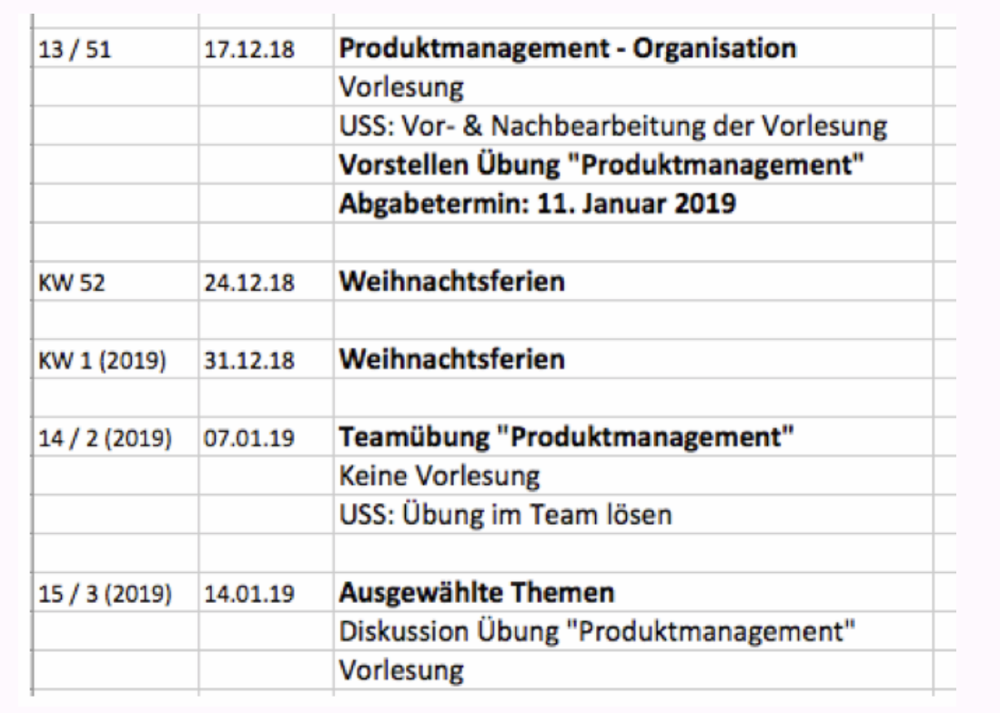 13 / 51 17.12.18 Produktmanagement - Organisation
Vorlesung
USS: Vor- & Nachbearbeitung der Vorlesung
Vorstellen Übung "Produktmanagement"
Abgabetermin: 11. Januar 2019
KW 52 24.12.18 Weihnachtsferien
KW 1 (2019) 31.12.18 Weihnachtsferien
14 / 2 (2019) 07.01.19 Teamübung "Produktmanagement"
Keine Vorlesung
USS: Übung im Team lösen
15 / 3 (2019) 14.01.19 Ausgewählte Themen
Diskussion Übung "Produktmanagement"
Vorlesung